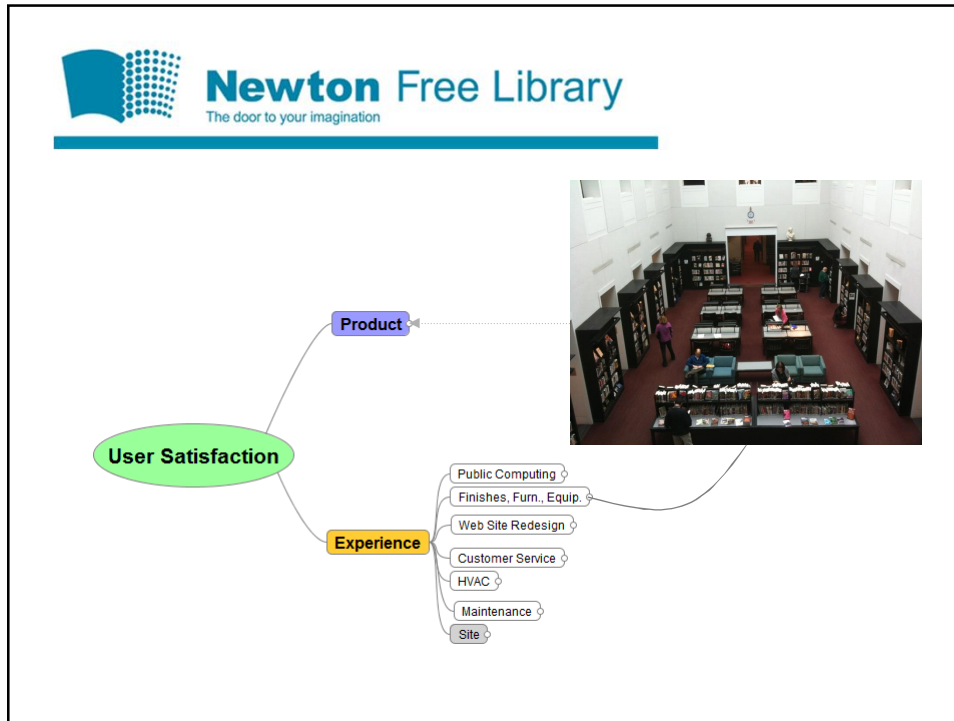 Newton Free Library
The door to your imagination
Product
User Satisfaction
Experience
Public Computing
Finishes, Furn., Equip.
Web Site Redesign
Customer Service
HVAC
Maintenance
Site